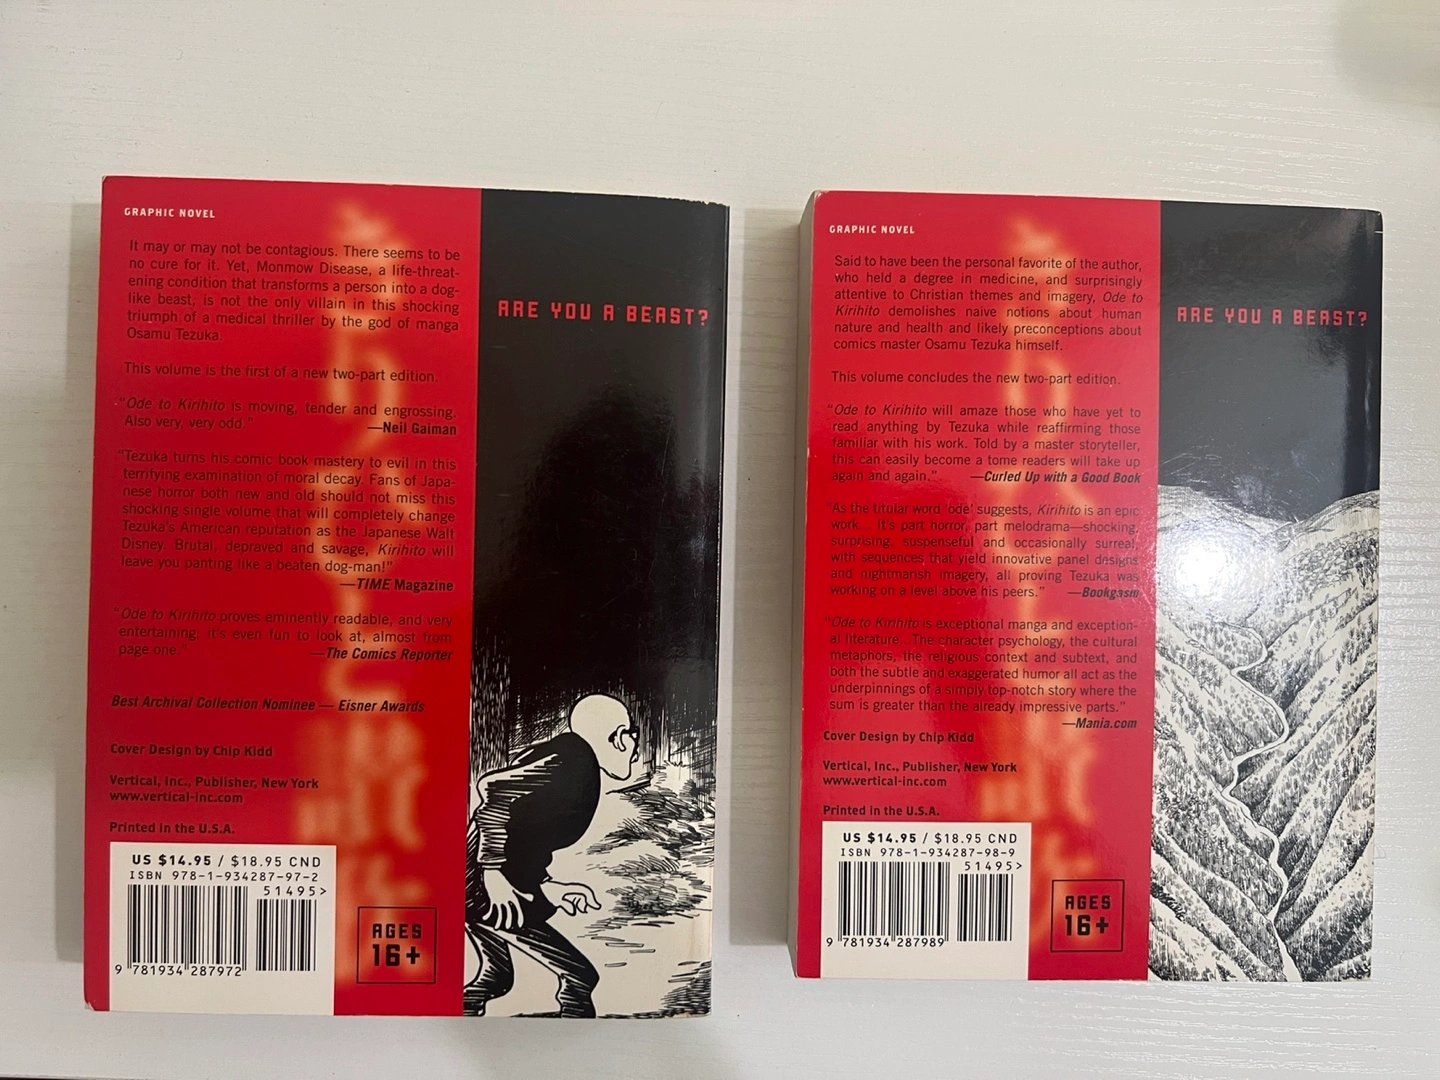 GRAPHIC NOVEL
It may or may not be contagious. There seems to be
no cure for it. Yet, Monmow Disease, a life-threat-
ening condition that transforms a person into a dog-
like beast, is not the only villain in this shocking
triumph of a medical thriller by the god of manga
Osamu Tezuka.
This volume is the first of a new two-part edition.
"Ode to Kirihito is moving, tender and engrossing.
Also very, very odd."
—Neil Gaiman
"Tezuka turns his comic book mastery to evil in this
terrifying examination of moral decay. Fans of Japa-
nese horror both new and old should not miss this
shocking single volume that will completely change
Tezuka's American reputation as the Japanese Walt
Disney. Brutal, depraved and savage, Kirihito will
leave you panting like a beaten dog-man!"
—TIME Magazine
"Ode to Kirihito proves eminently readable, and very
entertaining; it's even fun to look at, almost from
page one."
—The Comics Reporter
Best Archival Collection Nominee — Eisner Awards
Cover Design by Chip Kidd
Vertical, Inc., Publisher, New York
www.vertical-inc.com
Printed in the U.S.A.
US $14.95 / $18.95 CND
ISBN 978-1-934287-97-2
51495>
9 781934 287972
AGES
16+
ARE YOU A BEAST?
GRAPHIC NOVEL
Said to have been the personal favorite of the author,
who held a degree in medicine, and surprisingly
attentive to Christian themes and imagery, Ode to
Kirihito demolishes naive notions about human
nature and health and likely preconceptions about
comics master Osamu Tezuka himself.
This volume concludes the new two-part edition.
"Ode to Kirihito will amaze those who have yet to
read anything by Tezuka while reaffirming those
familiar with his work. Told by a master storyteller,
this can easily become a tome readers will take up
again and again."
—Curled Up with a Good Book
"As the titular word 'ode' suggests, Kirihito is an epic
work... It's part horror, part melodrama—shocking,
surprising, suspenseful and occasionally surreal,
with sequences that yield innovative panel designs
and nightmarish imagery, all proving Tezuka was
working on a level above his peers."
—Bookgasm
"Ode to Kirihito is exceptional manga and exception-
al literature. The character psychology, the cultural
metaphors, the religious context and subtext, and
both the subtle and exaggerated humor all act as the
underpinnings of a simply top-notch story where the
sum is greater than the already impressive parts."
—Mania.com
Cover Design by Chip Kidd
Vertical, Inc., Publisher, New York
www.vertical-inc.com
Printed in the U.S.A.
US $14.95 / $18.95 CND
ISBN 978-1-934287-98-9
51495>
9 781934 287989
AGES
16+
ARE YOU A BEAST?